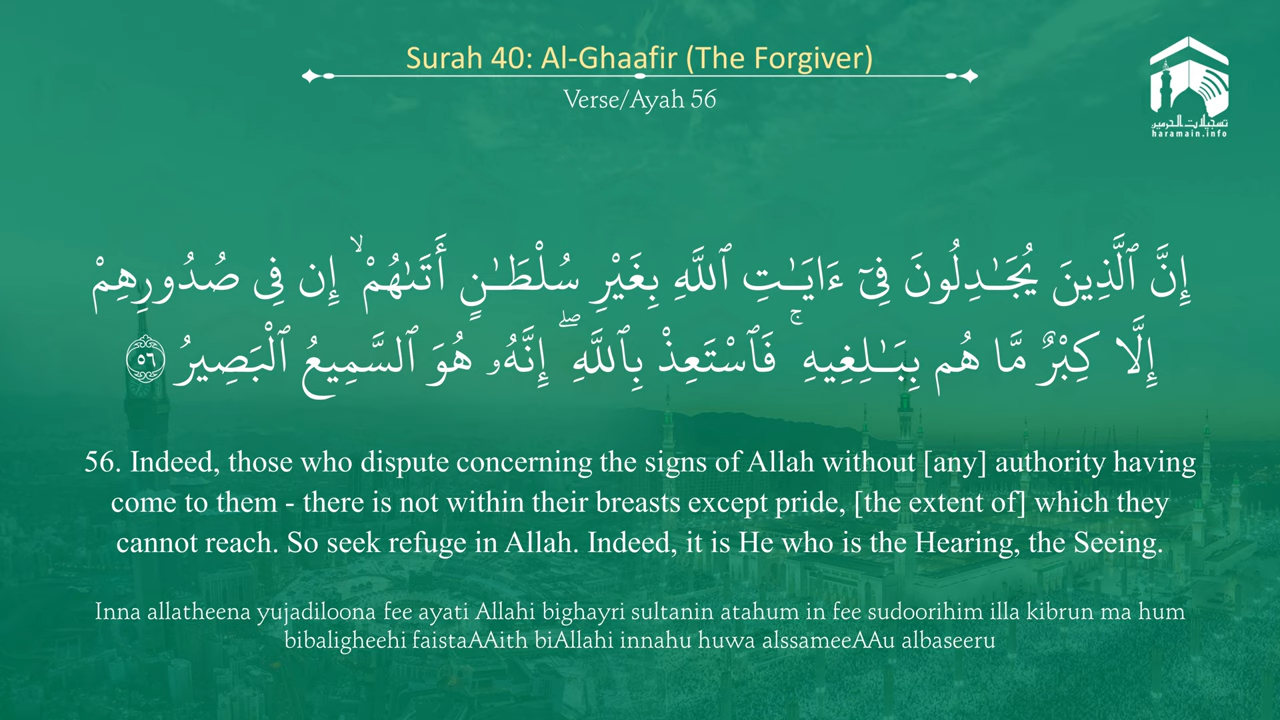 Surah 40: Al-Ghaafir (The Forgiver)
Verse/Ayah 56
تسجيلات الحرمين
haramain.info
إِنَّ ٱلَّذِينَ يُجَـٰدِلُونَ فِىٓ ءَايَـٰتِ ٱللَّهِ بِغَيْرِ سُلْطَـٰنٍ أَتَىٰهُمْ ۙ إِن فِى صُدُورِهِمْ
إِلَّا كِبْرٌ مَّا هُم بِبَـٰلِغِيهِ ۚ فَٱسْتَعِذْ بِٱللَّهِ ۖ إِنَّهُۥ هُوَ ٱلسَّمِيعُ ٱلْبَصِيرُ ٥٦
56. Indeed, those who dispute concerning the signs of Allah without [any] authority having
come to them - there is not within their breasts except pride, [the extent of] which they
cannot reach. So seek refuge in Allah. Indeed, it is He who is the Hearing, the Seeing.
Inna allatheena yujadiloona fee ayati Allahi bighayri sultanin atahum in fee sudoorihim illa kibrun ma hum
bibaligheehi faistaAAith biAllahi innahu huwa alssameeAAu albaseeru